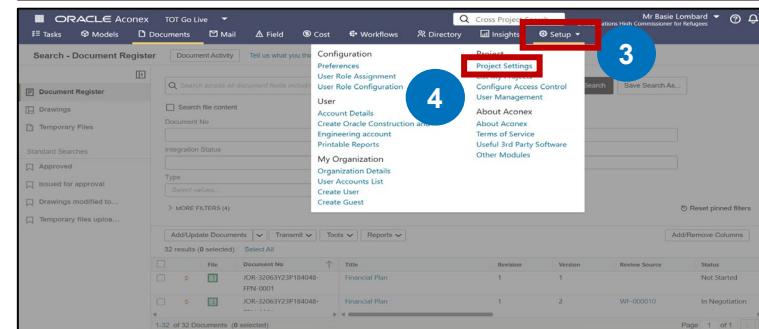 ORACLE Aconex TOT Go Live Cross Project Search Mr Basie Lombard
ations High Commissioner for Refugees
Tasks Models Documents Mail Field Cost Workflows Directory Insights Setup
3
Search - Document Register Document Activity Tell us what you thi
Document Register
Drawings
Temporary Files
Standard Searches
Approved
Issued for approval
Drawings modified to...
Temporary files uploa...
Search across all document fields includi
Search Save Search As...
Search file content
Document No
Integration Status
Type
Select values...
> MORE FILTERS (4)
Reset pinned filters
Configuration
Preferences
User Role Assignment
User Role Configuration
User
Account Details
Create Oracle Construction and
Engineering account
Printable Reports
My Organization
Organization Details
User Accounts List
Create User
Create Guest
4
Project
Project Settings
My Projects
Configure Access Control
User Management
About Aconex
About Aconex
Terms of Service
Useful 3rd Party Software
Other Modules
Add/Update Documents Transmit Tools Reports Add/Remove Columns
32 results (0 selected) Select All
File Document No Title Revision Version Review Source Status
JOR-32063Y23P184048- Financial Plan 1 1 Not Started
FPN-0001
JOR-32063Y23P184048- Financial Plan 1 2 WF-000010 In Negotiation
1-32 of 32 Documents (0 selected) Page 1 of 1